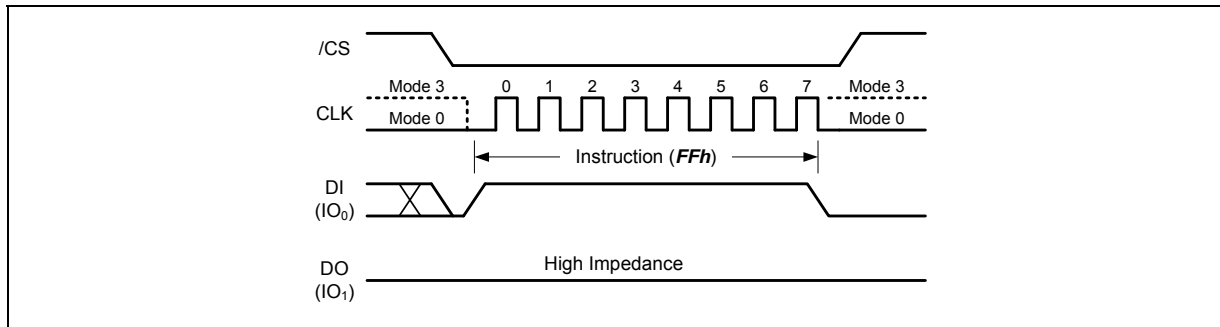 /CS
Mode 3 0 1 2 3 4 5 6 7 Mode 3
CLK
Mode 0 Mode 0
Instruction (FFh)
DI
(IO₀)
High Impedance
DO
(IO₁)